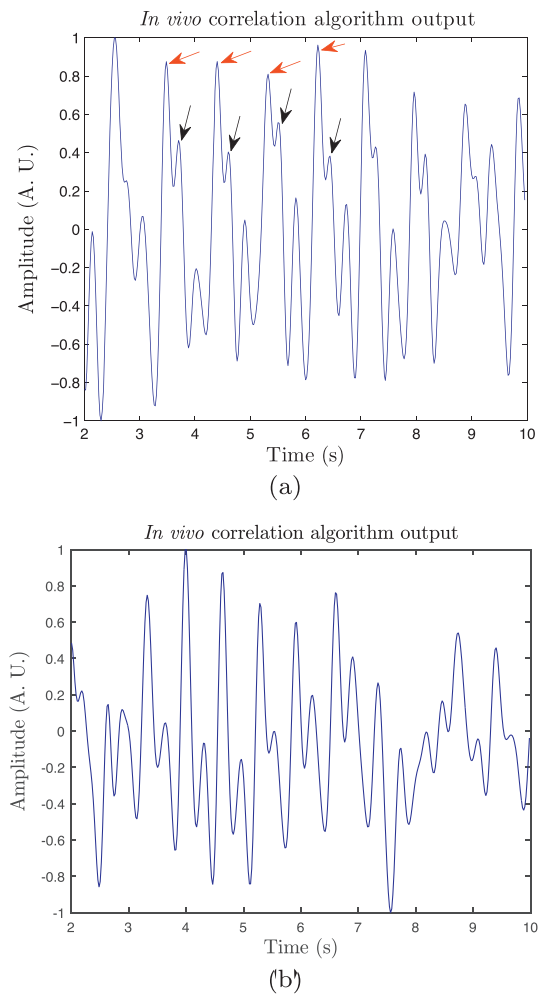 In vivo correlation algorithm output
1
0.8
0.6
0.4
0.2
0
-0.2
-0.4
-0.6
-0.8
-1
Amplitude (A. U.)
2 3 4 5 6 7 8 9 10
Time (s)
(a)
In vivo correlation algorithm output
1
0.8
0.6
0.4
0.2
0
-0.2
-0.4
-0.6
-0.8
-1
Amplitude (A. U.)
2 3 4 5 6 7 8 9 10
Time (s)
(b)